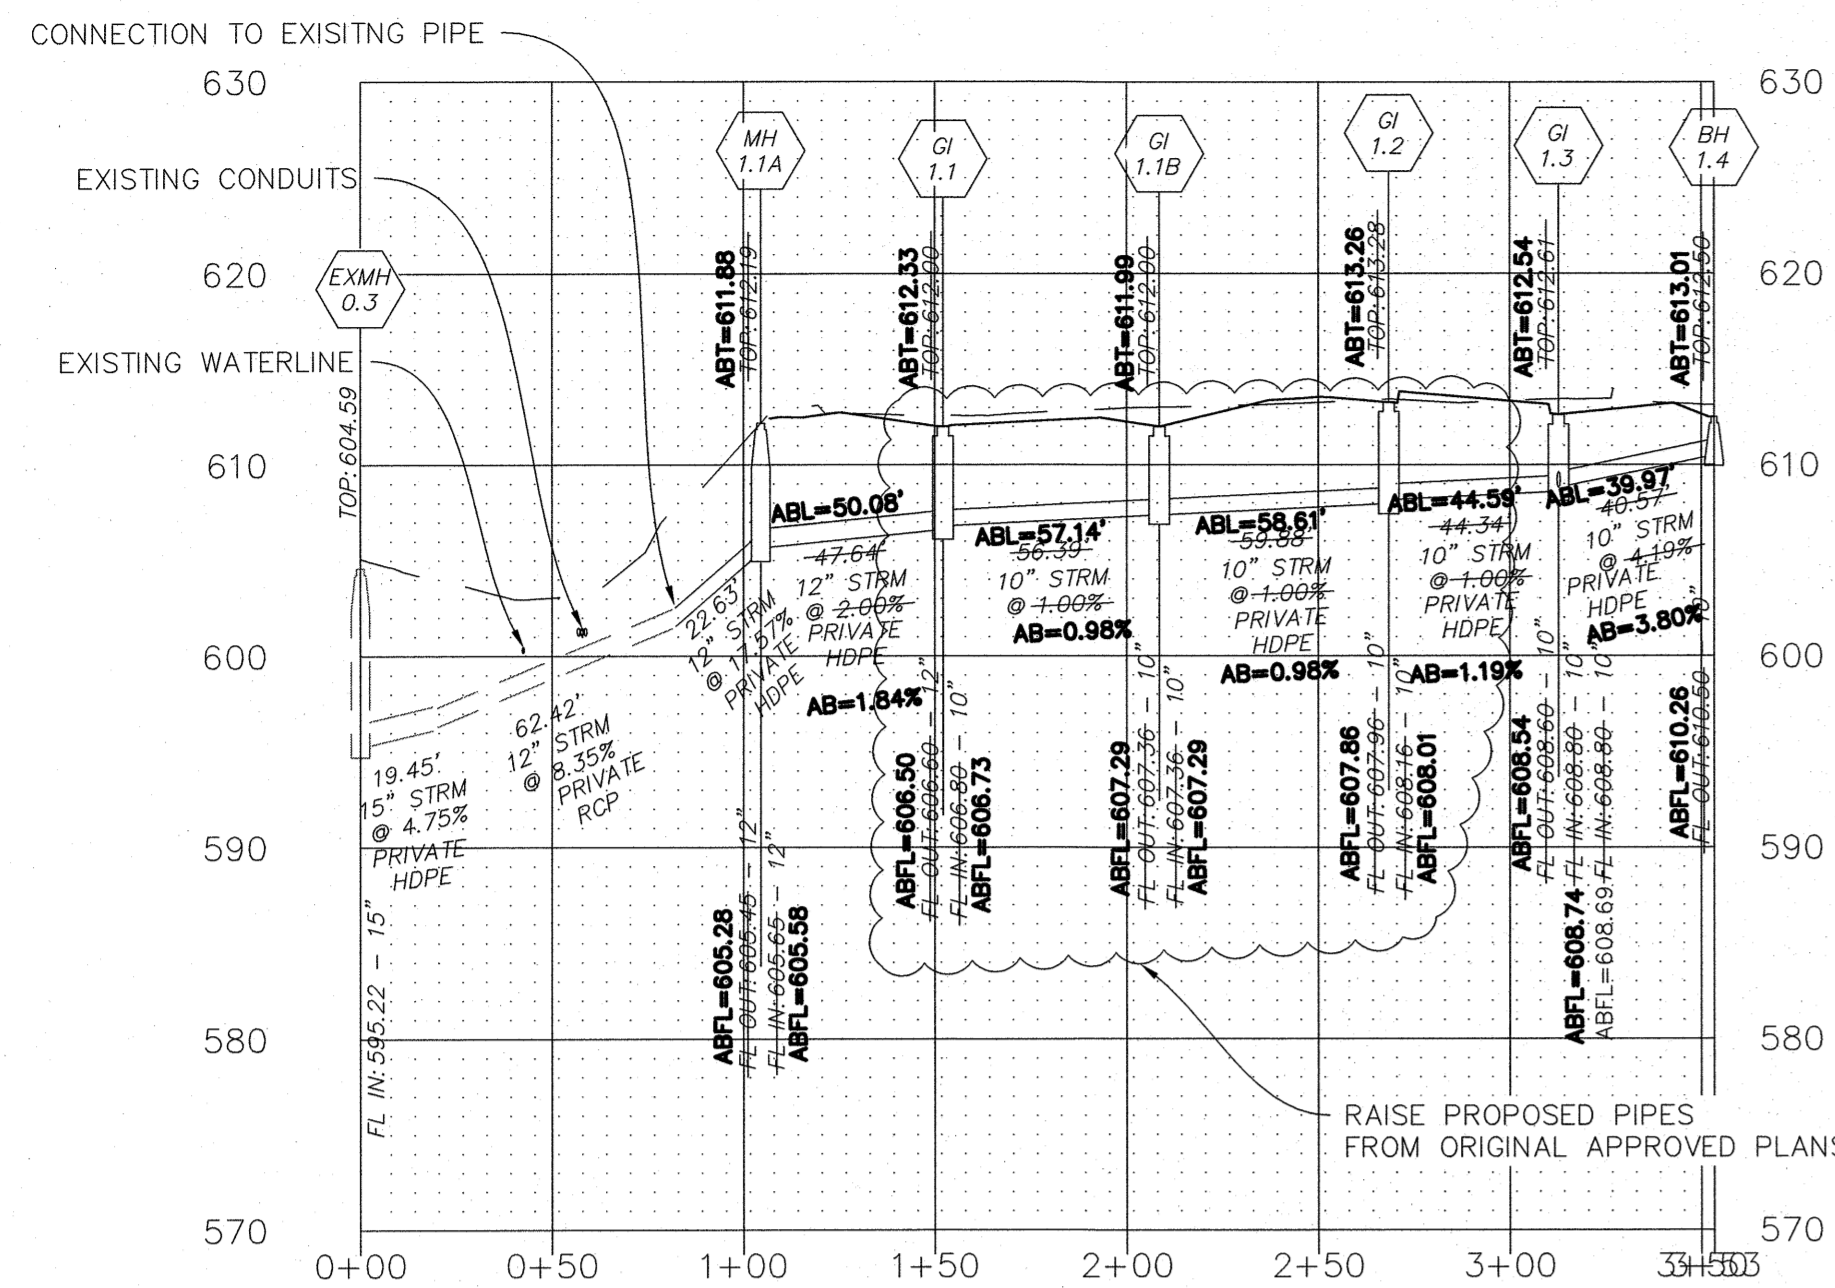 CONNECTION TO EXISITNG PIPE
630
630
MH
1.1A
GI
1.1
GI
1.1B
GI
1.2
GI
1.3
BH
1.4
EXISTING CONDUITS
620
620
EXMH
0.3
ABT=611.88
TOP: 612.19
ABT=612.33
TOP: 612.00
ABT=611.99
TOP: 612.00
ABT=613.26
TOP: 613.28
ABT=612.54
TOP: 612.61
ABT=613.01
TOP: 612.50
EXISTING WATERLINE
TOP: 604.59
610
610
ABL=50.08'
47.64'
12" STRM
@ 2.00%
PRIVATE
HDPE
AB=1.84%
ABL=57.14'
56.39
10" STRM
@ 1.00%
AB=0.98%
ABL=58.61'
59.88
10" STRM
@ 1.00%
PRIVATE
HDPE
AB=0.98%
ABL=44.59'
44.34'
10" STRM
@ 1.00%
PRIVATE
HDPE
AB=1.19%
ABL=39.97'
40.57'
10" STRM
@ 4.19%
PRIVATE
HDPE
AB=3.80%
600
600
22.63'
12" STRM
@ 17.57%
PRIVATE
HDPE
62.42'
12" STRM
@ 8.35%
PRIVATE
RCP
19.45'
15" STRM
@ 4.75%
PRIVATE
HDPE
590
590
FL IN: 595.22 - 15"
ABFL=605.28
FL OUT: 605.45 - 12"
FL IN: 605.65 - 12"
ABFL=605.58
ABFL=606.50
FL OUT: 606.60 - 12"
FL IN: 606.80 - 10"
ABFL=606.73
ABFL=607.29
FL OUT: 607.36 - 10"
FL IN: 607.36 - 10"
ABFL=607.29
ABFL=607.86
FL OUT: 607.96 - 10"
FL IN: 608.16 - 10"
ABFL=608.01
ABFL=608.54
FL OUT: 608.60 - 10"
FL IN: 608.80 - 10"
ABFL=608.74
FL IN: 608.80 - 10"
ABFL=608.69
ABFL=610.26
FL OUT: 610.50 10"
580
580
RAISE PROPOSED PIPES
FROM ORIGINAL APPROVED PLANS
570
570
0+00
0+50
1+00
1+50
2+00
2+50
3+00
3+50